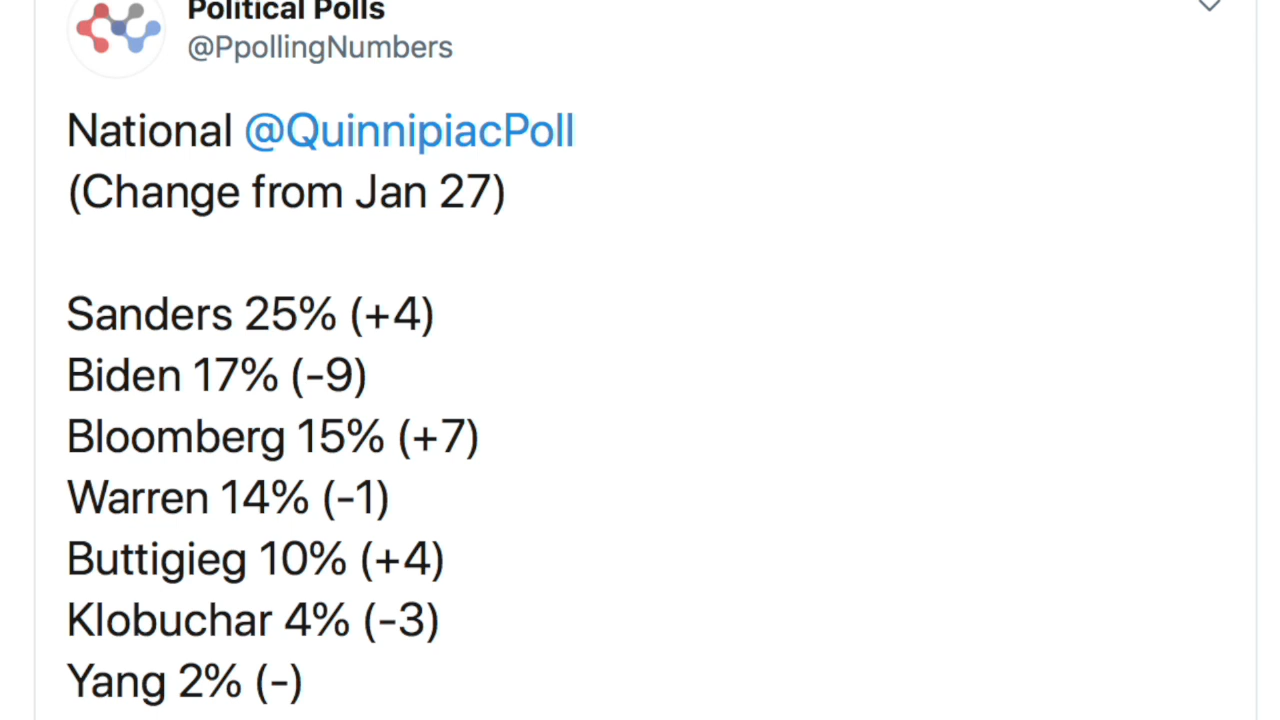 Political Polls
@PpollingNumbers
National @QuinnipiacPoll
(Change from Jan 27)
Sanders 25% (+4)
Biden 17% (-9)
Bloomberg 15% (+7)
Warren 14% (-1)
Buttigieg 10% (+4)
Klobuchar 4% (-3)
Yang 2% (-)